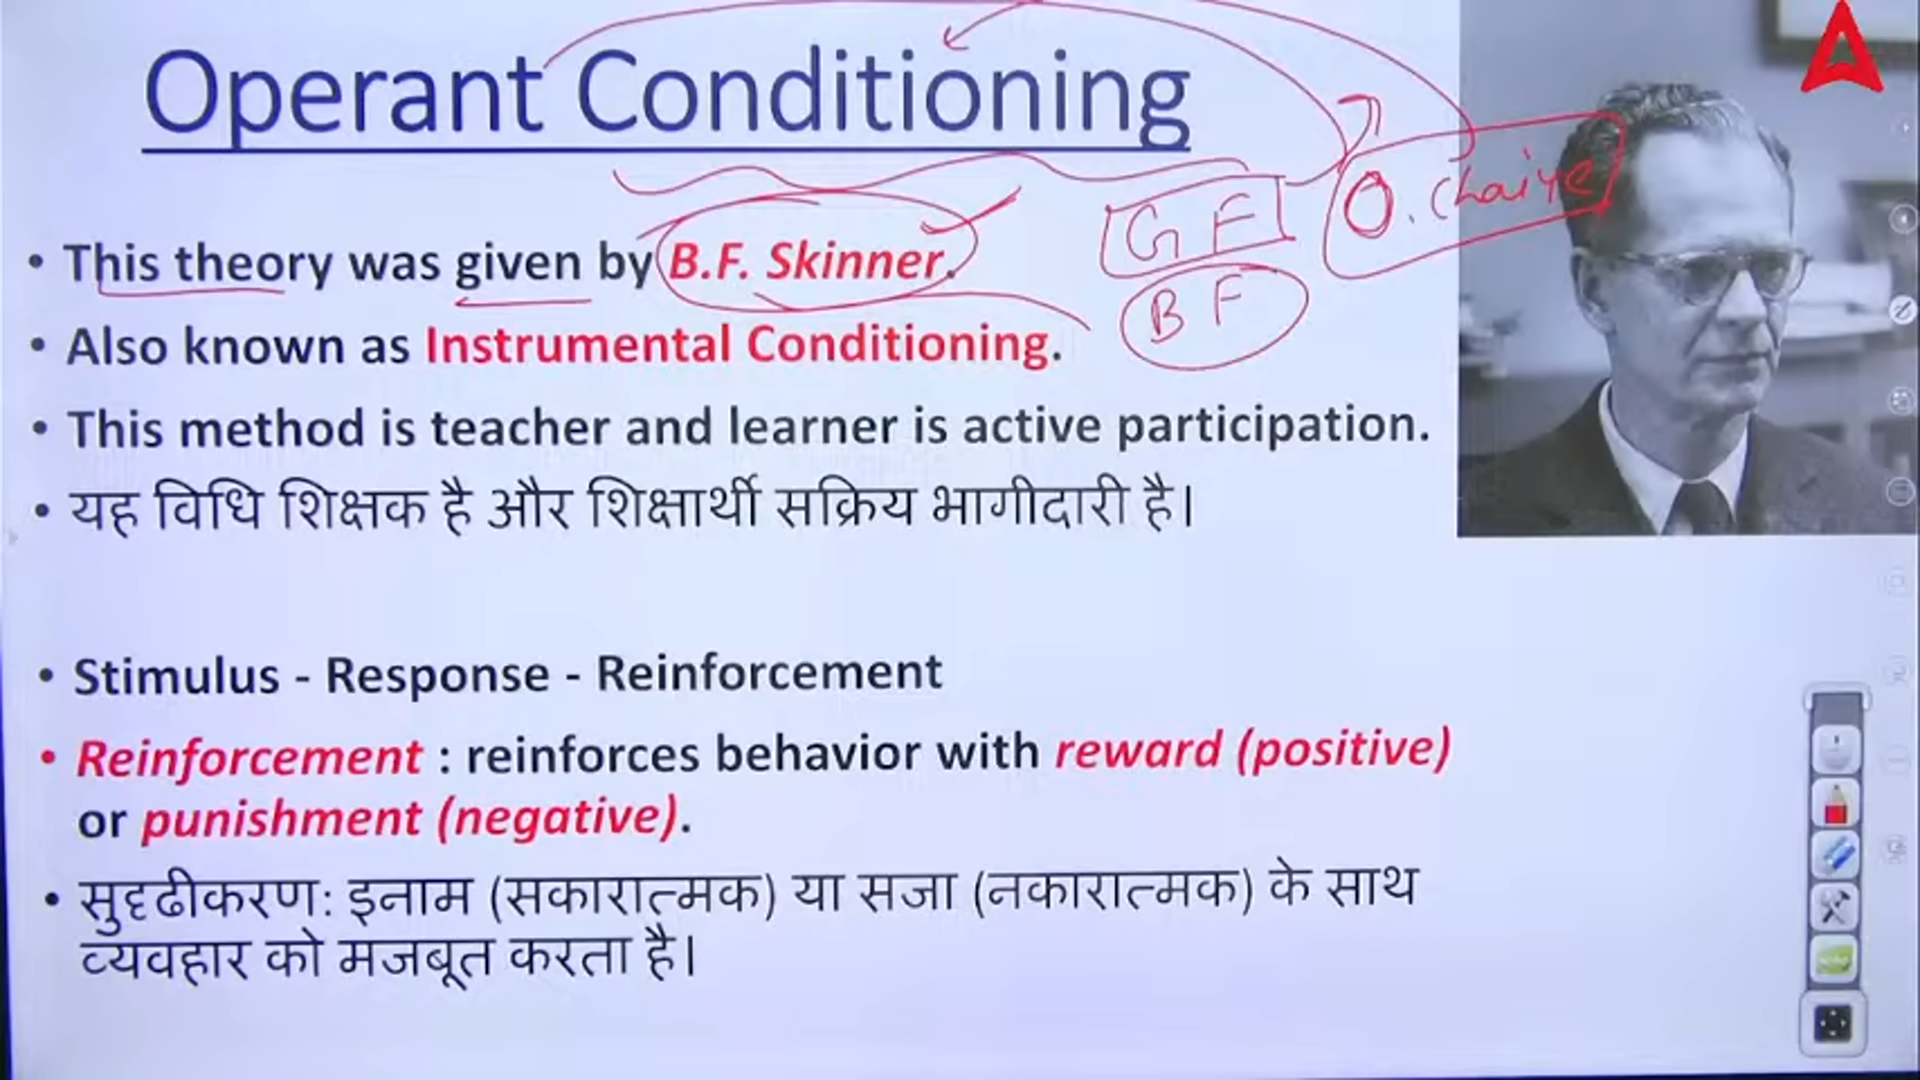 Operant Conditioning
O. Chaiye
G F
B F
• This theory was given by B.F. Skinner.
• Also known as Instrumental Conditioning.
• This method is teacher and learner is active participation.
• यह विधि शिक्षक है और शिक्षार्थी सक्रिय भागीदारी है।
• Stimulus - Response - Reinforcement
• Reinforcement : reinforces behavior with reward (positive)
or punishment (negative).
• सुदृढीकरण: इनाम (सकारात्मक) या सजा (नकारात्मक) के साथ
व्यवहार को मजबूत करता है।